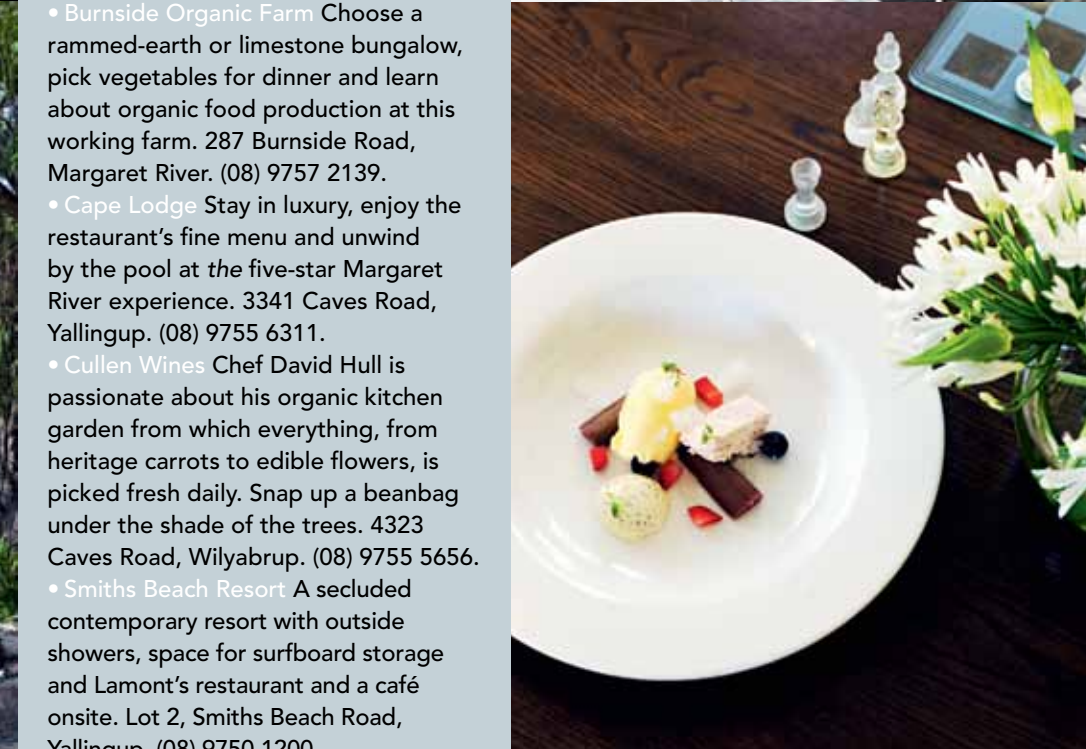 • Burnside Organic Farm Choose a
rammed-earth or limestone bungalow,
pick vegetables for dinner and learn
about organic food production at this
working farm. 287 Burnside Road,
Margaret River. (08) 9757 2139.
• Cape Lodge Stay in luxury, enjoy the
restaurant’s fine menu and unwind
by the pool at the five-star Margaret
River experience. 3341 Caves Road,
Yallingup. (08) 9755 6311.
• Cullen Wines Chef David Hull is
passionate about his organic kitchen
garden from which everything, from
heritage carrots to edible flowers, is
picked fresh daily. Snap up a beanbag
under the shade of the trees. 4323
Caves Road, Wilyabrup. (08) 9755 5656.
• Smiths Beach Resort A secluded
contemporary resort with outside
showers, space for surfboard storage
and Lamont’s restaurant and a café
onsite. Lot 2, Smiths Beach Road,
Yallingup. (08) 9750 1200.